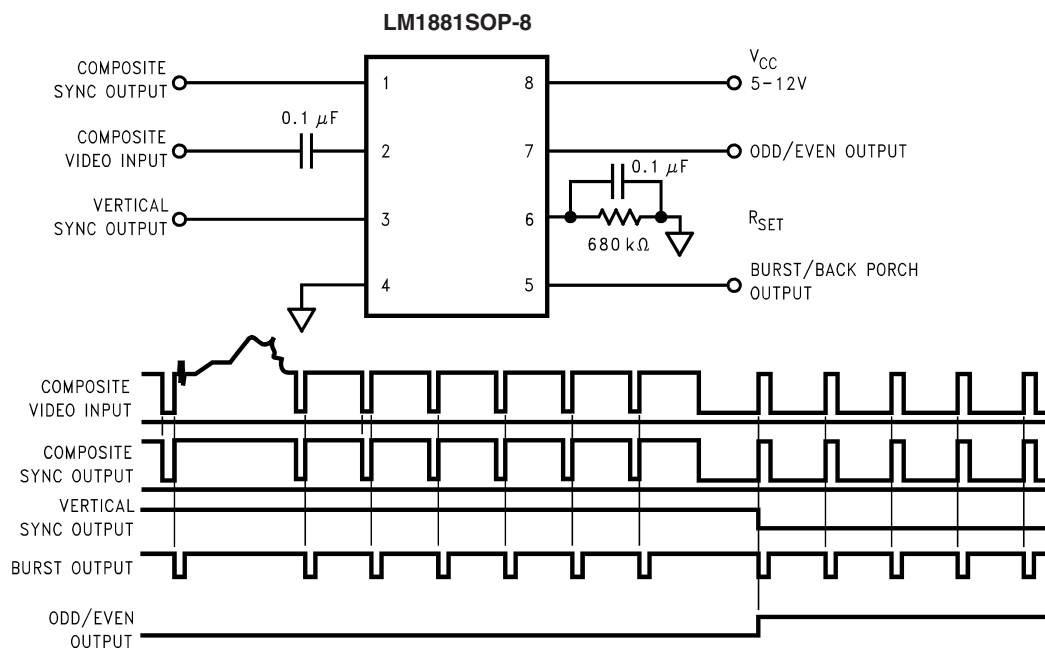 LM1881SOP-8
COMPOSITE
SYNC OUTPUT
1
8
V_CC
5-12V
0.1 μF
COMPOSITE
VIDEO INPUT
2
7
ODD/EVEN OUTPUT
0.1 μF
VERTICAL
SYNC OUTPUT
3
6
R_SET
680 kΩ
4
5
BURST/BACK PORCH
OUTPUT
COMPOSITE
VIDEO INPUT
COMPOSITE
SYNC OUTPUT
VERTICAL
SYNC OUTPUT
BURST OUTPUT
ODD/EVEN
OUTPUT